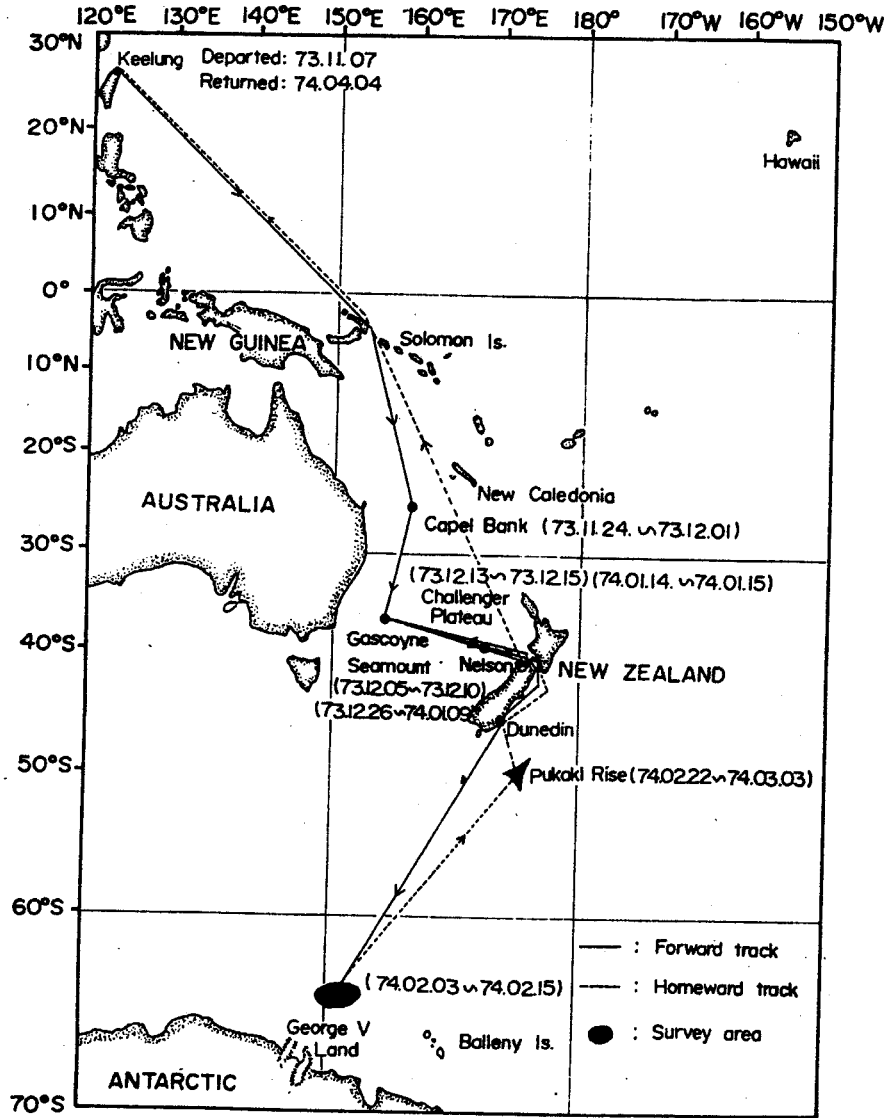 120°E 130°E 140°E 150°E 160°E 170°E 180° 170°W 160°W 150°W
30°N
Keelung Departed: 73.11.07
Returned: 74.04.04
20°N
Hawaii
10°N
0°
NEW GUINEA
Solomon Is.
10°N
20°S
New Caledonia
AUSTRALIA
Capel Bank (73.11.24.~73.12.01)
30°S
(73.12.13~73.12.15)(74.01.14.~74.01.15)
Challenger
Plateau
40°S
Gascoyne
Seamount
Nelson
NEW ZEALAND
(73.12.05~73.12.10)
(73.12.26~74.01.09)
Dunedin
50°S
Pukaki Rise(74.02.22~74.03.03)
60°S
— : Forward track
(74.02.03~74.02.15)
---- : Homeward track
George V
Land
Balleny Is.
: Survey area
ANTARCTIC
70°S